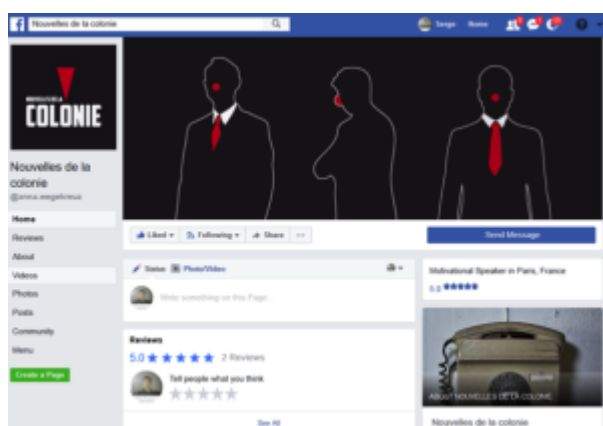 Nouvelles de la colonie
Home
COLONIE
Nouvelles de la
colonie
Home
Reviews
About
Videos
Photos
Posts
Community
Menu
Create a Page
Liked
Following
Share
Send Message
Status
Photo/Video
Write something on this Page...
Motivational Speaker in Paris, France
5.0
Reviews
5.0
2 Reviews
Tell people what you think
See All
ABOUT NOUVELLES DE LA COLONIE
Nouvelles de la colonie